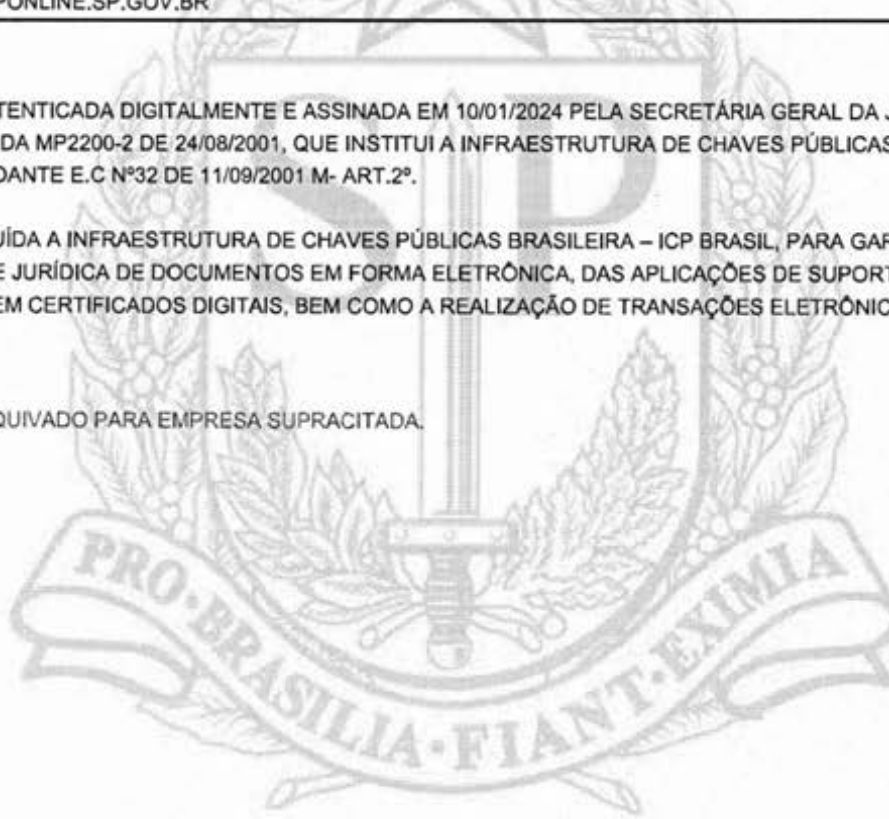 PONLINE.SP.GOV.BR
TENTICADA DIGITALMENTE E ASSINADA EM 10/01/2024 PELA SECRETÁRIA GERAL DA J
DA MP2200-2 DE 24/08/2001, QUE INSTITUI A INFRAESTRUTURA DE CHAVES PÚBLICAS
DANTE E.C Nº32 DE 11/09/2001 M- ART.2º.
UÍDA A INFRAESTRUTURA DE CHAVES PÚBLICAS BRASILEIRA – ICP BRASIL, PARA GAR
E JURÍDICA DE DOCUMENTOS EM FORMA ELETRÔNICA, DAS APLICAÇÕES DE SUPORT
EM CERTIFICADOS DIGITAIS, BEM COMO A REALIZAÇÃO DE TRANSAÇÕES ELETRÔNIC
QUIVADO PARA EMPRESA SUPRACITADA.
SP
PRO·BRASILIA·FIANT·EXIMIA